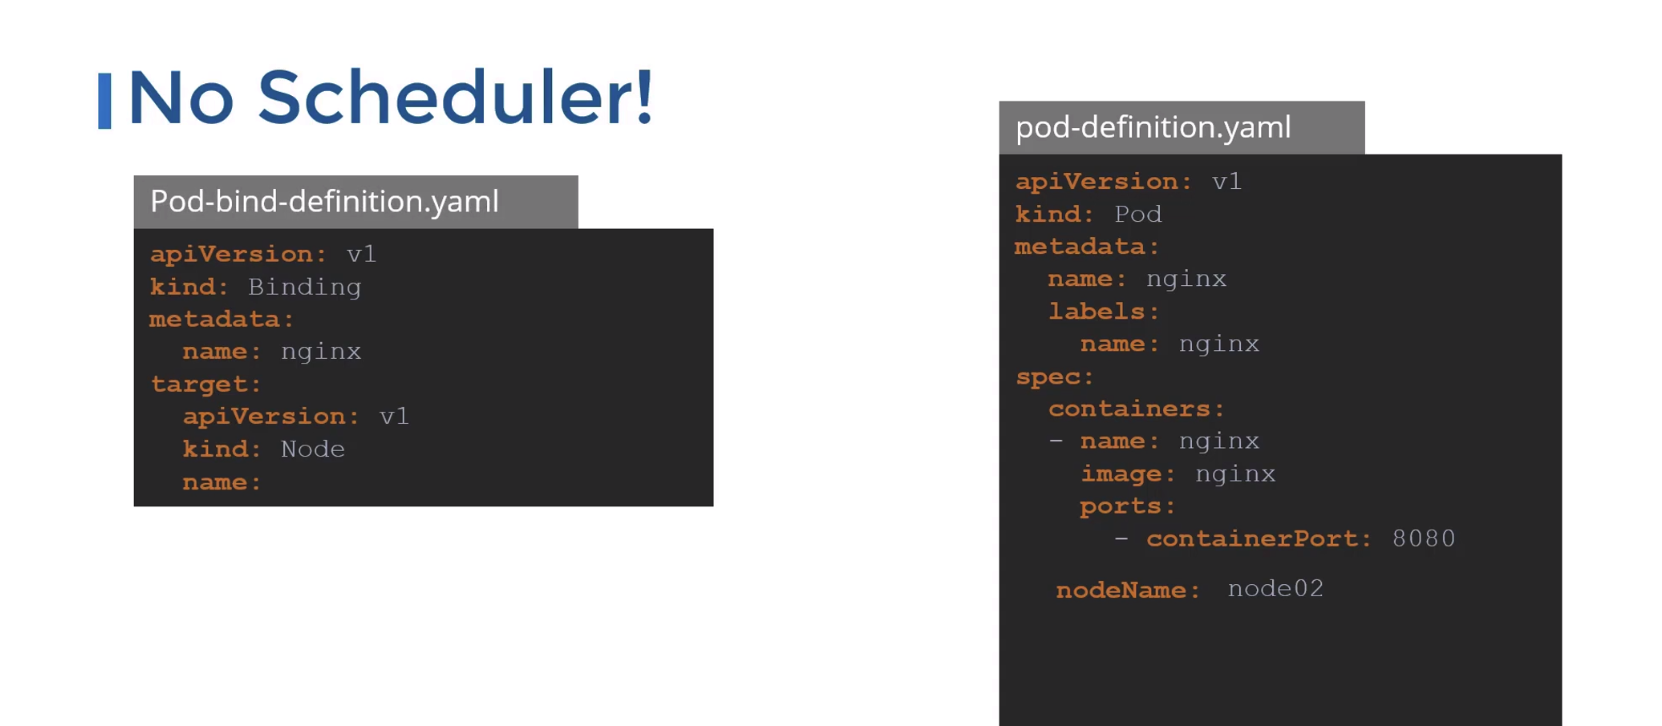 No Scheduler!
Pod-bind-definition.yaml
apiVersion: v1
kind: Binding
metadata:
  name: nginx
target:
  apiVersion: v1
  kind: Node
  name:
pod-definition.yaml
apiVersion: v1
kind: Pod
metadata:
  name: nginx
  labels:
    name: nginx
spec:
  containers:
  - name: nginx
    image: nginx
    ports:
      - containerPort: 8080
  nodeName: node02